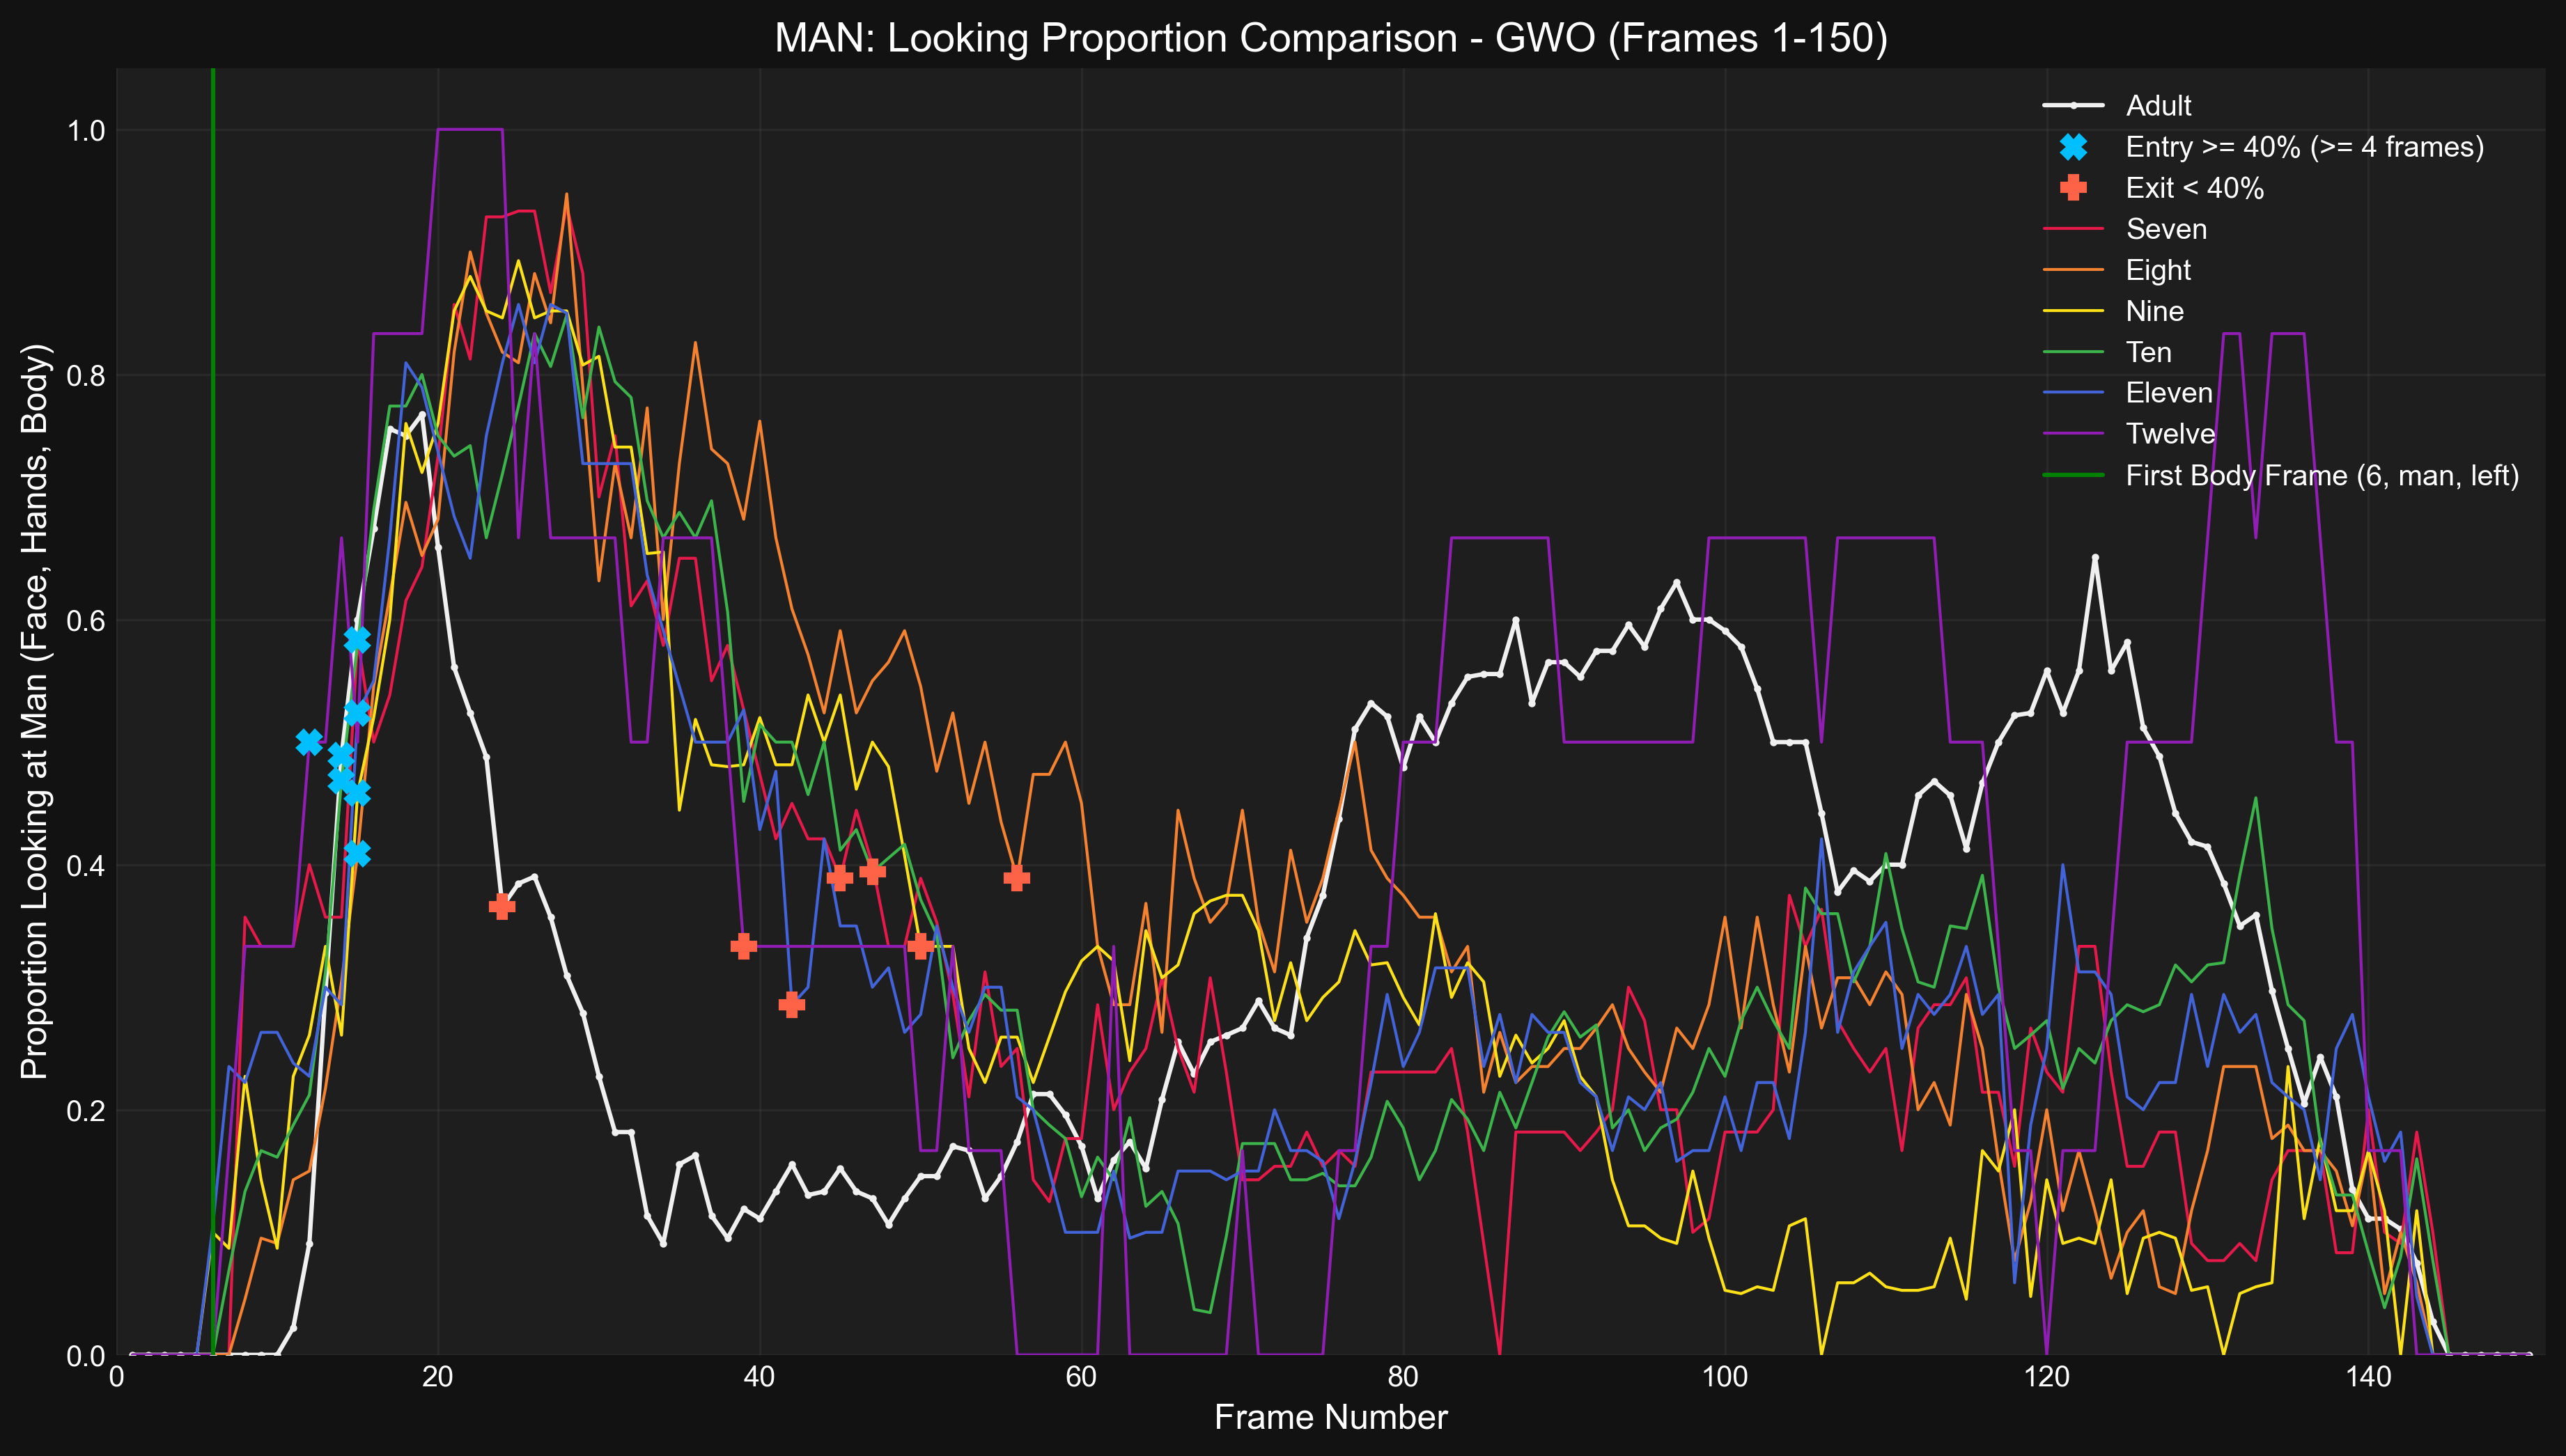 MAN: Looking Proportion Comparison - GWO (Frames 1-150)
Adult
Entry >= 40% (>= 4 frames)
Exit < 40%
Seven
Eight
Nine
Ten
Eleven
Twelve
First Body Frame (6, man, left)
Proportion Looking at Man (Face, Hands, Body)
1.0
0.8
0.6
0.4
0.2
0.0
0 20 40 60 80 100 120 140
Frame Number